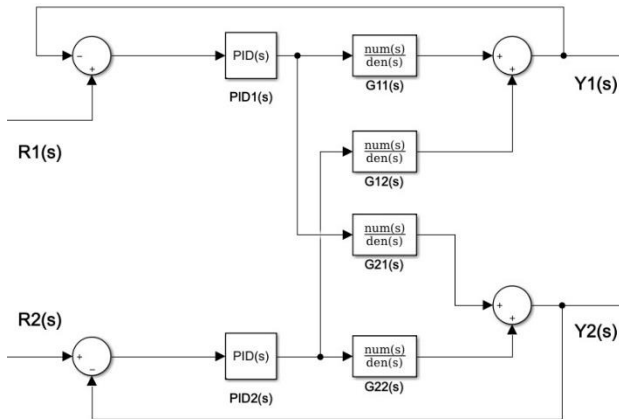 PID(s)
PID1(s)
num(s)
den(s)
G11(s)
Y1(s)
R1(s)
num(s)
den(s)
G12(s)
num(s)
den(s)
G21(s)
R2(s)
PID(s)
PID2(s)
num(s)
den(s)
G22(s)
Y2(s)